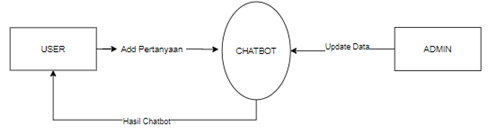 USER
Add Pertanyaan
CHATBOT
Update Data
ADMIN
Hasil Chatbot